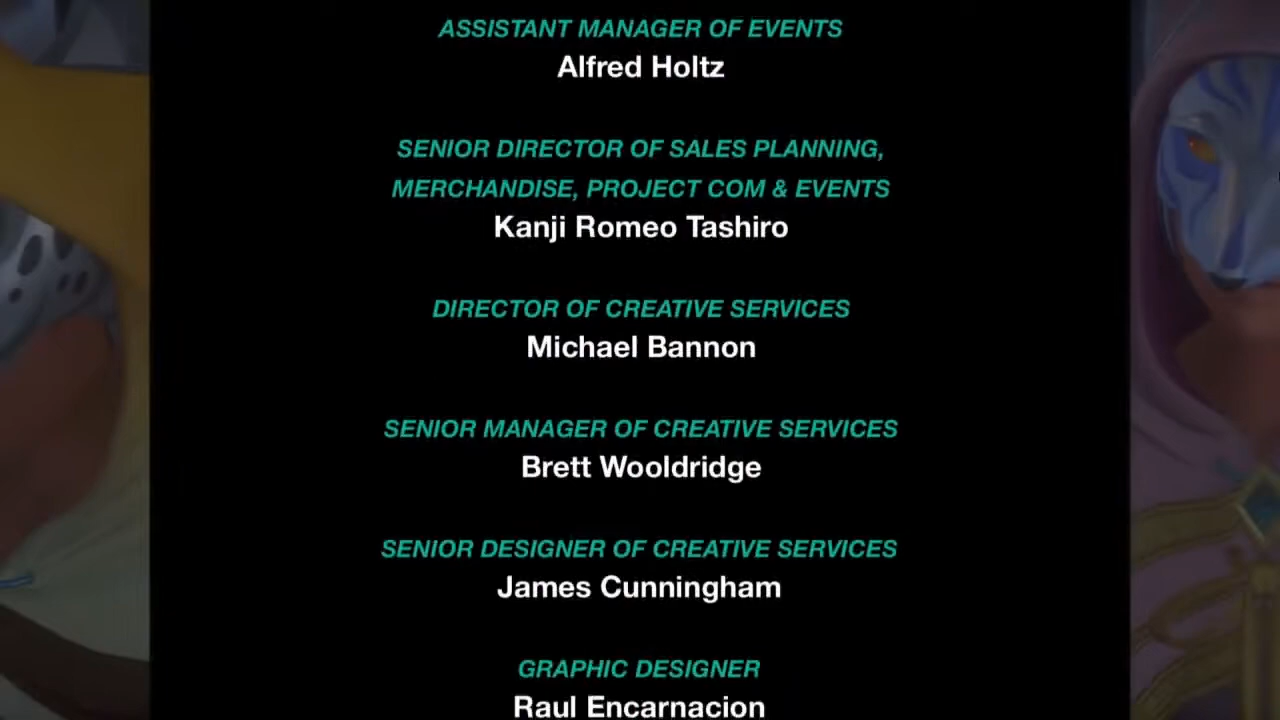 ASSISTANT MANAGER OF EVENTS
Alfred Holtz
SENIOR DIRECTOR OF SALES PLANNING,
MERCHANDISE, PROJECT COM & EVENTS
Kanji Romeo Tashiro
DIRECTOR OF CREATIVE SERVICES
Michael Bannon
SENIOR MANAGER OF CREATIVE SERVICES
Brett Wooldridge
SENIOR DESIGNER OF CREATIVE SERVICES
James Cunningham
GRAPHIC DESIGNER
Raul Encarnacion